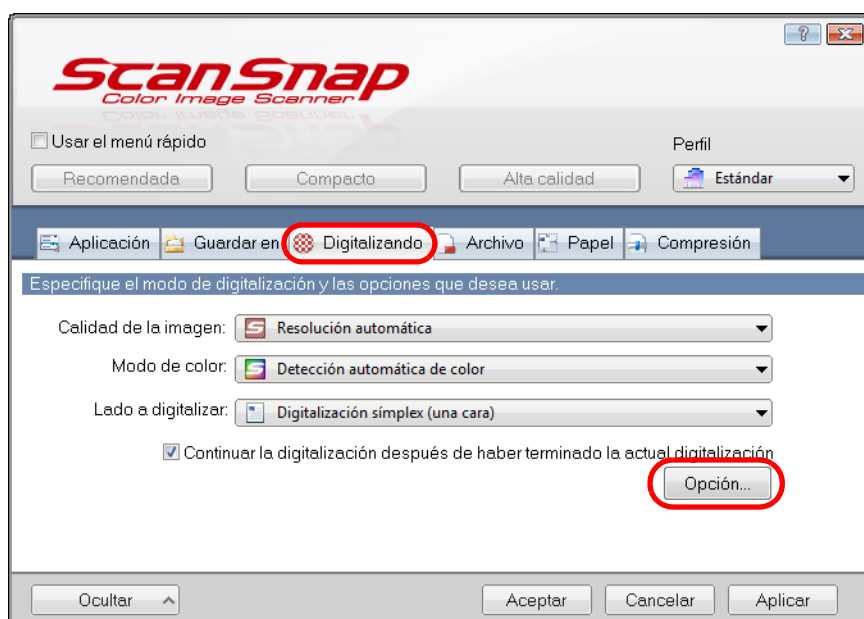 ScanSnap
Color Image Scanner
Usar el menú rápido
Perfil
Recomendada Compacto Alta calidad Estándar
Aplicación Guardar en Digitalizando Archivo Papel Compresión
Especifique el modo de digitalización y las opciones que desea usar.
Calidad de la imagen: Resolución automática
Modo de color: Detección automática de color
Lado a digitalizar: Digitalización símplex (una cara)
Continuar la digitalización después de haber terminado la actual digitalización
Opción...
Ocultar Aceptar Cancelar Aplicar